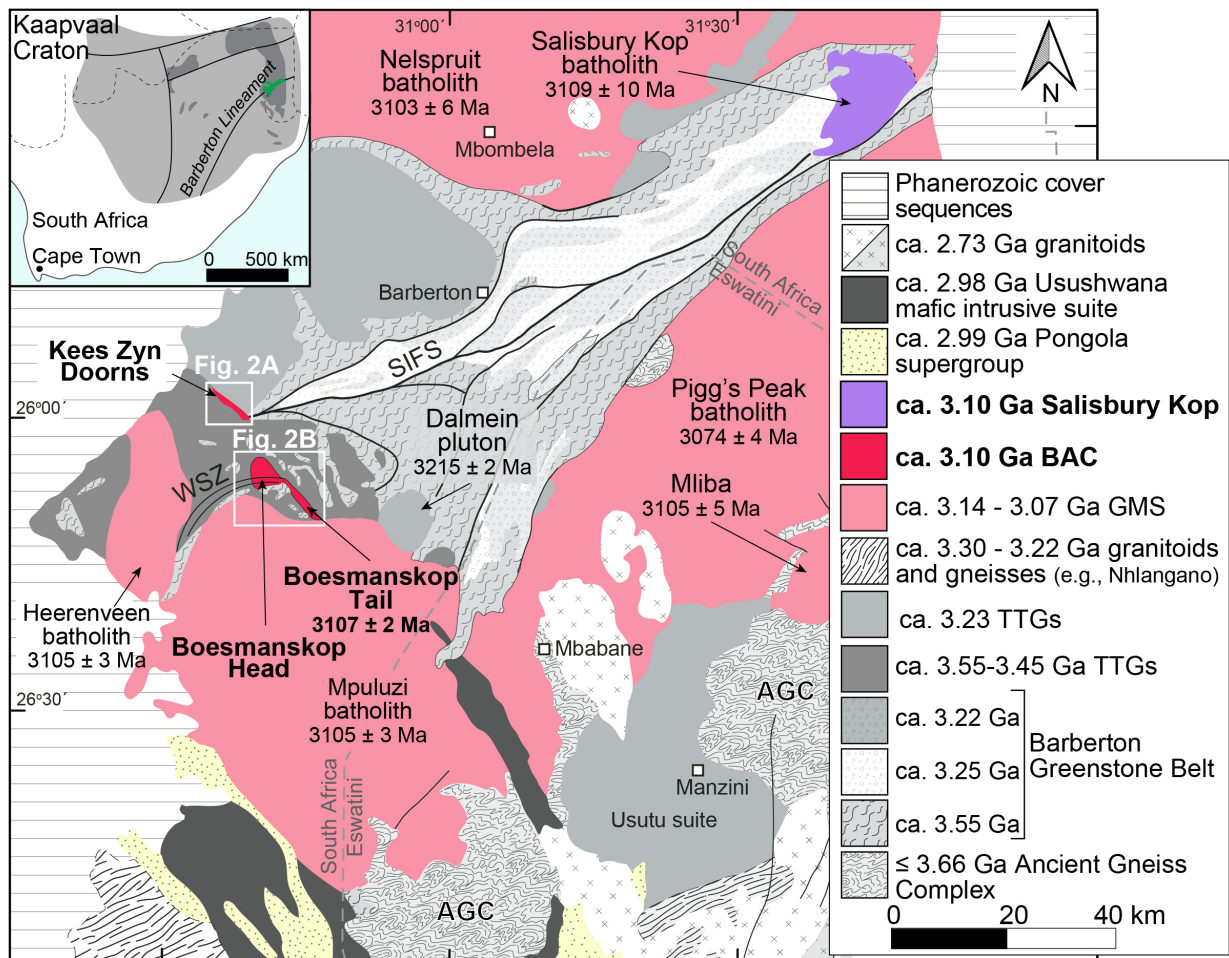 Kaapvaal
Craton
Barberton Lineament
South Africa
Cape Town
0 500 km
31°00´
31°30´
N
Nelspruit
batholith
3103 ± 6 Ma
Salisbury Kop
batholith
3109 ± 10 Ma
Mbombela
Barberton
SIFS
South Africa
Eswatini
Kees Zyn
Doorns
Fig. 2A
26°00´
Fig. 2B
WSZ
Dalmein
pluton
3215 ± 2 Ma
Pigg's Peak
batholith
3074 ± 4 Ma
Mliba
3105 ± 5 Ma
Heerenveen
batholith
3105 ± 3 Ma
Boesmanskop
Tail
3107 ± 2 Ma
Boesmanskop
Head
Mbabane
AGC
26°30´
Mpuluzi
batholith
3105 ± 3 Ma
Manzini
Usutu suite
South Africa
Eswatini
AGC
Phanerozoic cover
sequences
ca. 2.73 Ga granitoids
ca. 2.98 Ga Usushwana
mafic intrusive suite
ca. 2.99 Ga Pongola
supergroup
ca. 3.10 Ga Salisbury Kop
ca. 3.10 Ga BAC
ca. 3.14 - 3.07 Ga GMS
ca. 3.30 - 3.22 Ga granitoids
and gneisses (e.g., Nhlangano)
ca. 3.23 TTGs
ca. 3.55-3.45 Ga TTGs
ca. 3.22 Ga
ca. 3.25 Ga
ca. 3.55 Ga
Barberton
Greenstone Belt
≤ 3.66 Ga Ancient Gneiss
Complex
0 20 40 km